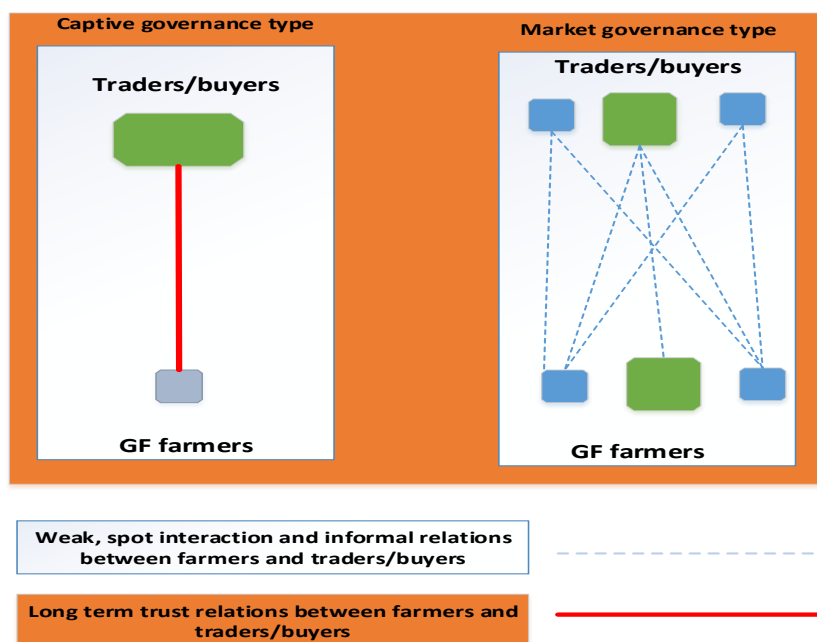 Captive governance type
Traders/buyers
GF farmers
Market governance type
Traders/buyers
GF farmers
Weak, spot interaction and informal relations
between farmers and traders/buyers
Long term trust relations between farmers and
traders/buyers